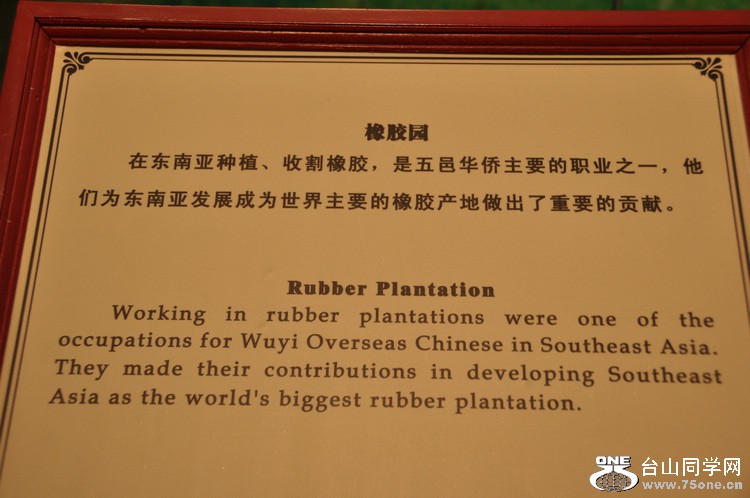 橡胶园
在东南亚种植、收割橡胶，是五邑华侨主要的职业之一，他
们为东南亚发展成为世界主要的橡胶产地做出了重要的贡献。
Rubber Plantation
Working in rubber plantations were one of the
occupations for Wuyi Overseas Chinese in Southeast Asia.
They made their contributions in developing Southeast
Asia as the world's biggest rubber plantation.
ONE 台山同学网
www.75one.cn